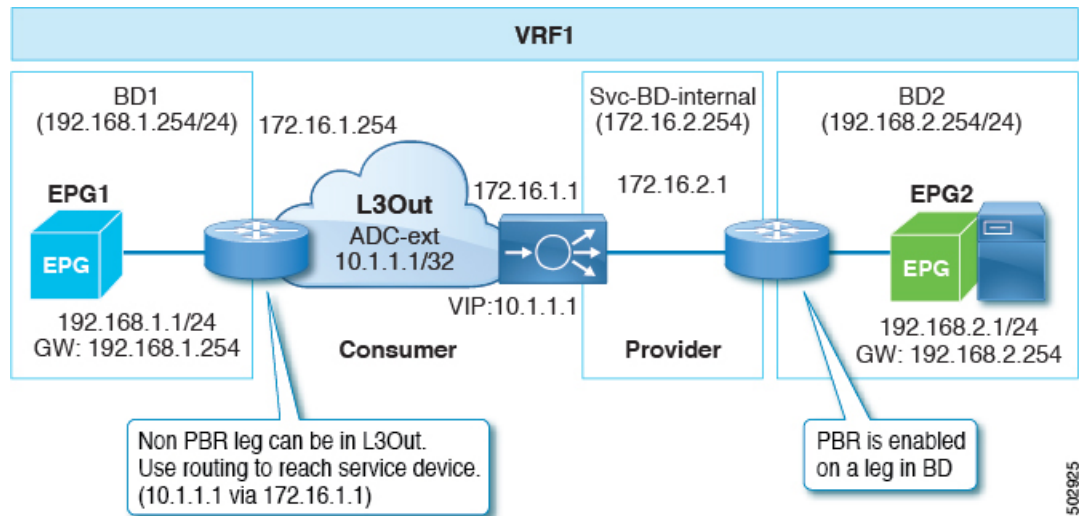 VRF1
BD1
(192.168.1.254/24)
172.16.1.254
EPG1
EPG
192.168.1.1/24
GW: 192.168.1.254
L3Out
ADC-ext
10.1.1.1/32
172.16.1.1
VIP:10.1.1.1
Consumer
Svc-BD-internal
(172.16.2.254)
172.16.2.1
Provider
BD2
(192.168.2.254/24)
EPG2
EPG
192.168.2.1/24
GW: 192.168.2.254
Non PBR leg can be in L3Out.
Use routing to reach service device.
(10.1.1.1 via 172.16.1.1)
PBR is enabled
on a leg in BD
502925